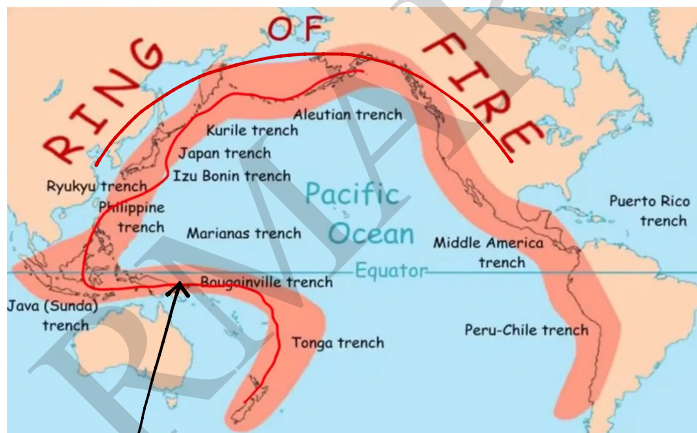 RING OF FIRE
Aleutian trench
Kurile trench
Japan trench
Izu Bonin trench
Ryukyu trench
Philippine
trench
Marianas trench
Pacific
Ocean
Equator
Puerto Rico
trench
Middle America
trench
Bougainville trench
Java (Sunda)
trench
Tonga trench
Peru-Chile trench